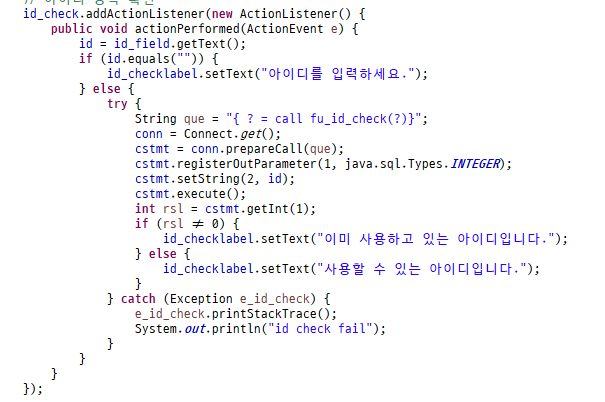 id_check.addActionListener(new ActionListener() {
    public void actionPerformed(ActionEvent e) {
        id = id_field.getText();
        if (id.equals("")) {
            id_checklabel.setText("아이디를 입력하세요.");
        } else {
            try {
                String que = "{ ? = call fu_id_check(?)}";
                conn = Connect.get();
                cstmt = conn.prepareCall(que);
                cstmt.registerOutParameter(1, java.sql.Types.INTEGER);
                cstmt.setString(2, id);
                cstmt.execute();
                int rsl = cstmt.getInt(1);
                if (rsl ≠ 0) {
                    id_checklabel.setText("이미 사용하고 있는 아이디입니다.");
                } else {
                    id_checklabel.setText("사용할 수 있는 아이디입니다.");
                }
            } catch (Exception e_id_check) {
                e_id_check.printStackTrace();
                System.out.println("id check fail");
            }
        }
    }
});